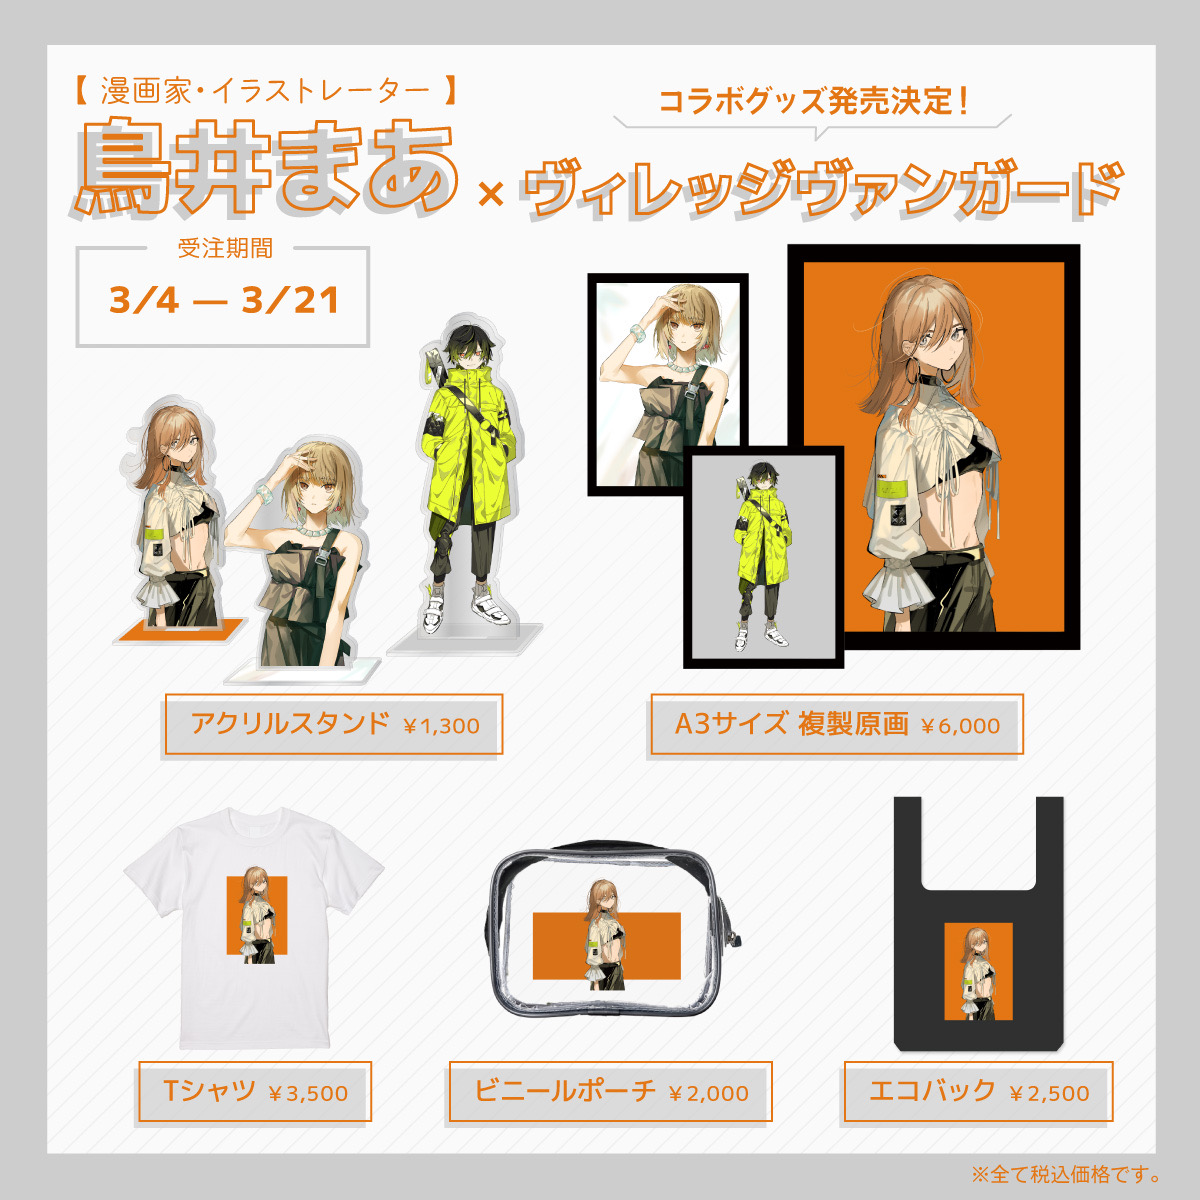 【 漫画家・イラストレーター 】
鳥井まあ × ヴィレッジヴァンガード
コラボグッズ発売決定！
受注期間
3/4 — 3/21
アクリルスタンド ￥1,300
A3サイズ 複製原画 ￥6,000
Tシャツ ￥3,500
ビニールポーチ ￥2,000
エコバック ￥2,500
※全て税込価格です。